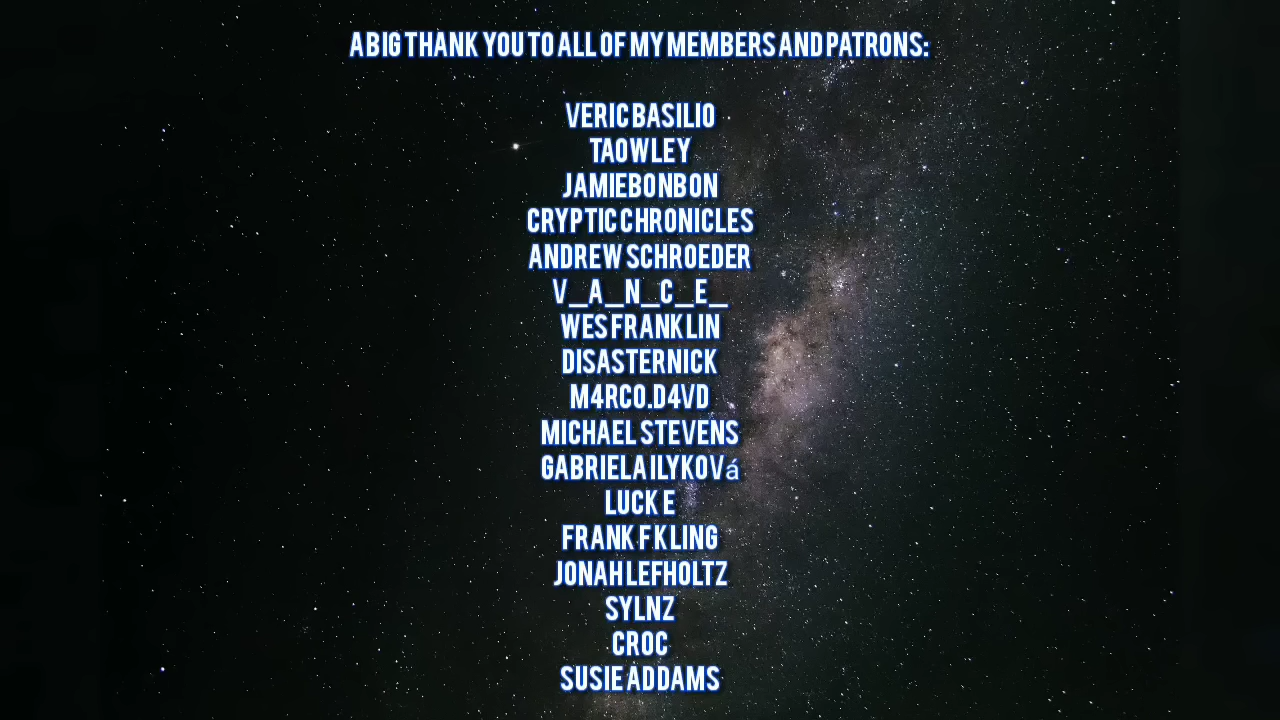 A BIG THANK YOU TO ALL OF MY MEMBERS AND PATRONS:
VERIC BASILIO
TAOWLEY
JAMIEBONBON
CRYPTIC CHRONICLES
ANDREW SCHROEDER
V_A_N_C_E_
WES FRANKLIN
DISASTERNICK
M4RCO.D4VD
MICHAEL STEVENS
GABRIELA ILYKOVá
LUCK E
FRANK F KLING
JONAH LEFHOLTZ
SYLNZ
CROC
SUSIE ADDAMS